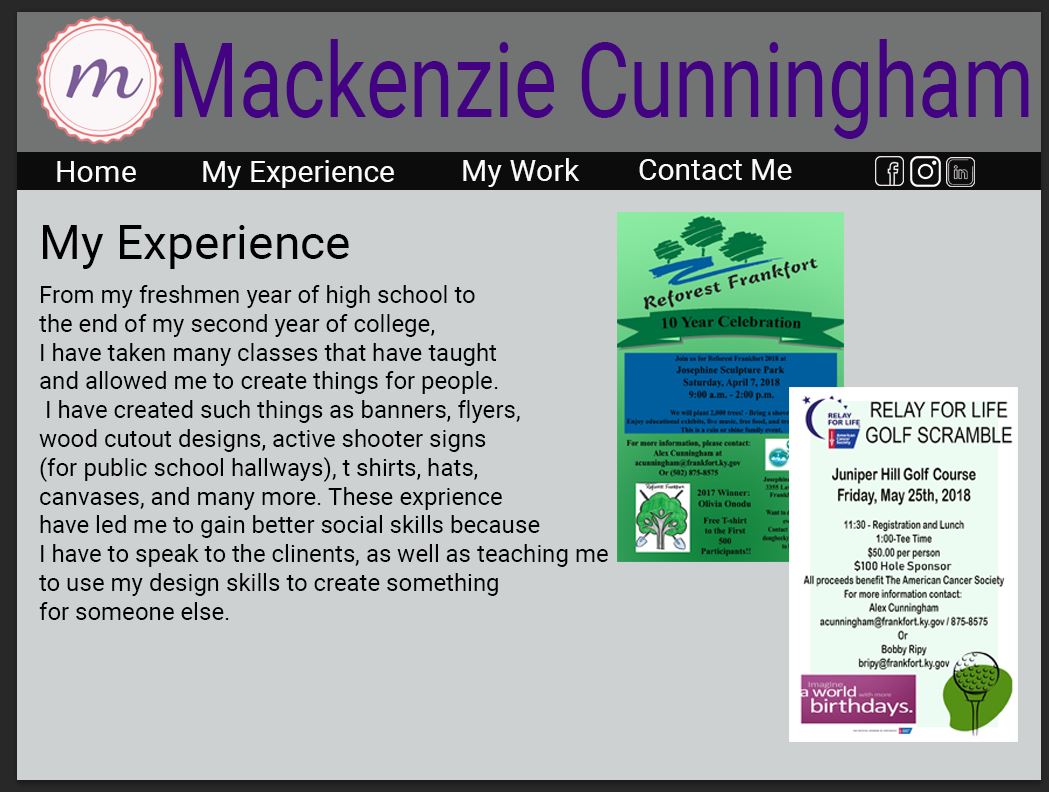 m
Mackenzie Cunningham
Home My Experience My Work Contact Me
f in
My Experience
From my freshmen year of high school to
the end of my second year of college,
I have taken many classes that have taught
and allowed me to create things for people.
I have created such things as banners, flyers,
wood cutout designs, active shooter signs
(for public school hallways), t shirts, hats,
canvases, and many more. These exprience
have led me to gain better social skills because
I have to speak to the clinents, as well as teaching me
to use my design skills to create something
for someone else.
Reforest Frankfort
10 Year Celebration
Join us for Reforest Frankfort 2018 at
Josephine Sculpture Park
Saturday, April 7, 2018
9:00 a.m. - 2:00 p.m.
We will plant 2,000 trees! - Bring a shove
Enjoy educational exhibits, live music, free food, and
This is a rain or shine family event.
For more information, please contact:
Alex Cunningham at
acunningham@frankfort.ky.gov
Or (502) 875-8575
Reforest Frankfort
2017 Winner:
Olivia Onodu
Free T-shirt
to the First
500
Participants!!
Josephin
3355 La
Frankf
Want to
Contact
RELAY
FOR LIFE
American
Cancer
Society
RELAY FOR LIFE
GOLF SCRAMBLE
Juniper Hill Golf Course
Friday, May 25th, 2018
11:30 - Registration and Lunch
1:00-Tee Time
$50.00 per person
$100 Hole Sponsor
All proceeds benefit The American Cancer Society
For more information contact:
Alex Cunningham
acunningham@frankfort.ky.gov / 875-8575
Or
Bobby Ripy
bripy@frankfort.ky.gov
Imagine
a world with more
birthdays.